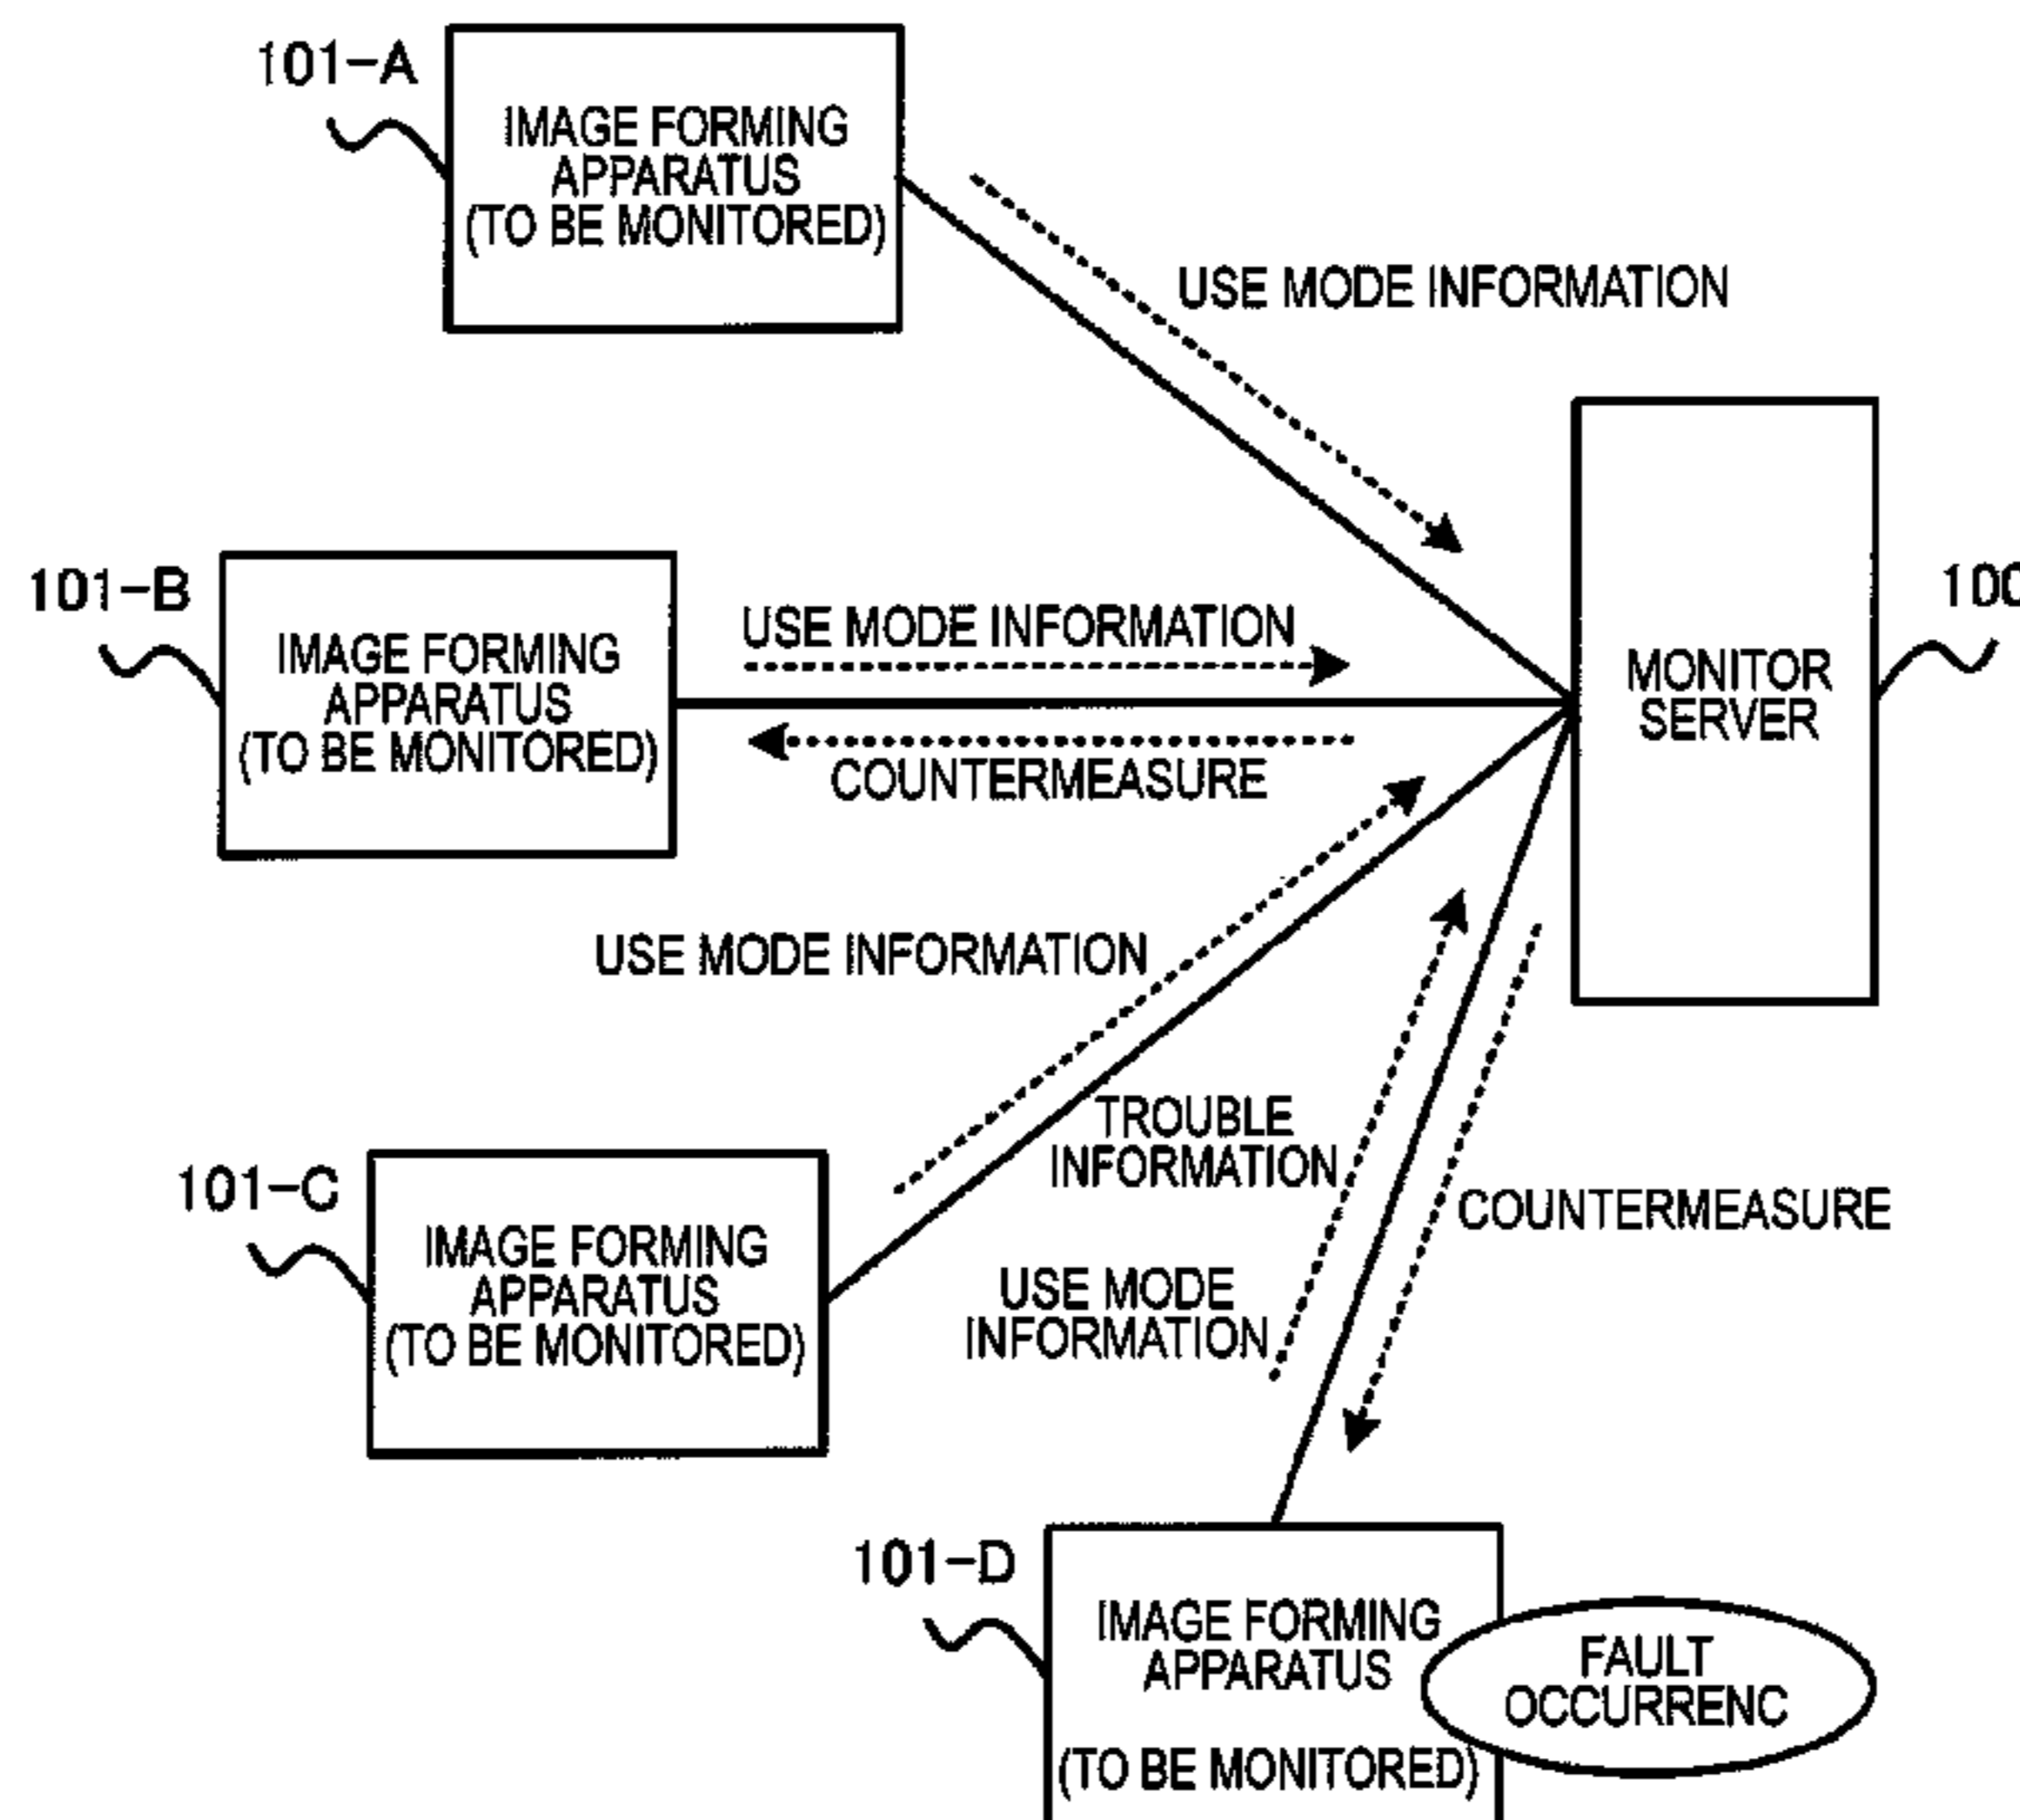 101-A
IMAGE FORMING
APPARATUS
(TO BE MONITORED)
USE MODE INFORMATION
101-B
IMAGE FORMING
APPARATUS
(TO BE MONITORED)
USE MODE INFORMATION
COUNTERMEASURE
MONITOR
SERVER
100
USE MODE INFORMATION
101-C
IMAGE FORMING
APPARATUS
(TO BE MONITORED)
TROUBLE
INFORMATION
USE MODE
INFORMATION
COUNTERMEASURE
101-D
IMAGE FORMING
APPARATUS
(TO BE MONITORED)
FAULT
OCCURRENC